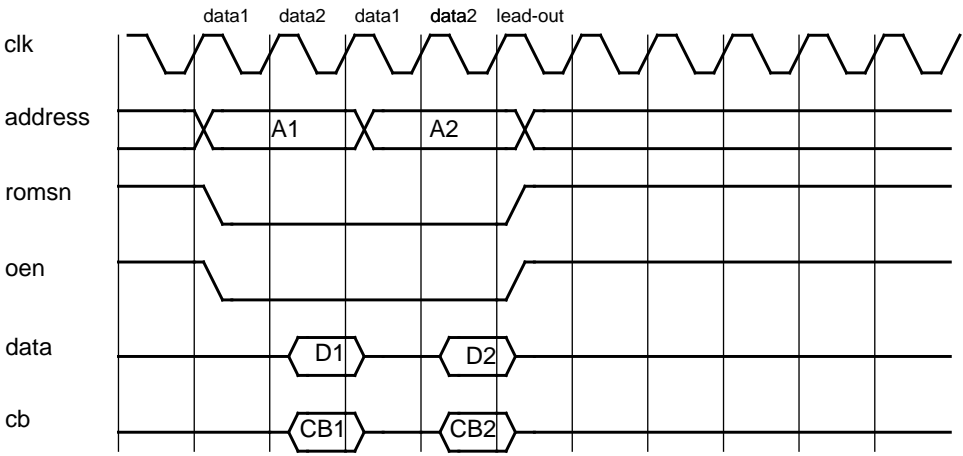 data1 data2 data1 data2 lead-out
clk
address A1 A2
romsn
oen
data D1 D2
cb CB1 CB2